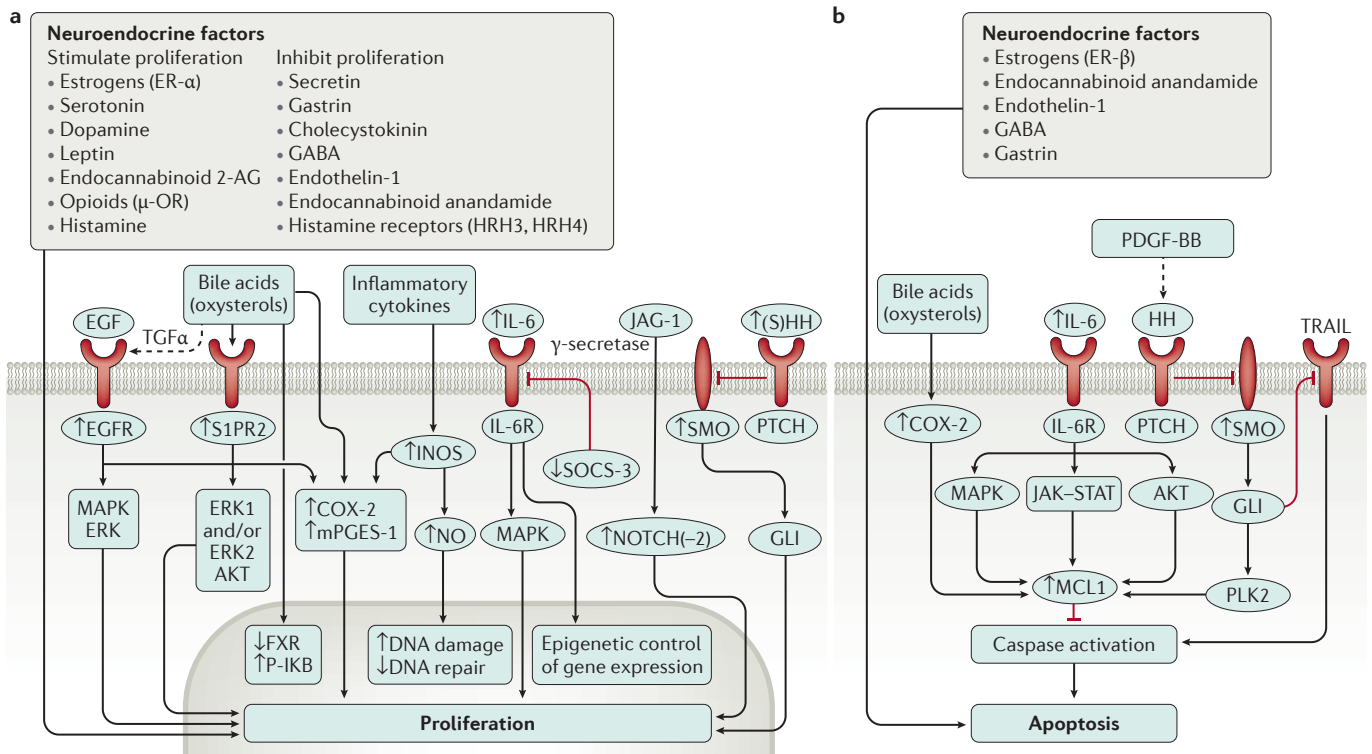 a
Neuroendocrine factors
Stimulate proliferation
• Estrogens (ER-α)
• Serotonin
• Dopamine
• Leptin
• Endocannabinoid 2-AG
• Opioids (μ-OR)
• Histamine
Inhibit proliferation
• Secretin
• Gastrin
• Cholecystokinin
• GABA
• Endothelin-1
• Endocannabinoid anandamide
• Histamine receptors (HRH3, HRH4)
Bile acids
(oxysterols)
Inflammatory
cytokines
EGF
TGFα
↑IL-6
γ-secretase
JAG-1
↑(S)HH
↑EGFR
↑S1PR2
↑INOS
IL-6R
↓SOCS-3
↑SMO
PTCH
MAPK
ERK
ERK1
and/or
ERK2
AKT
↑COX-2
↑mPGES-1
↑NO
MAPK
↑NOTCH(–2)
GLI
↓FXR
↑P-IKB
↑DNA damage
↓DNA repair
Epigenetic control
of gene expression
Proliferation
b
Neuroendocrine factors
• Estrogens (ER-β)
• Endocannabinoid anandamide
• Endothelin-1
• GABA
• Gastrin
PDGF-BB
Bile acids
(oxysterols)
↑IL-6
HH
TRAIL
↑COX-2
IL-6R
PTCH
↑SMO
MAPK
JAK–STAT
AKT
GLI
↑MCL1
PLK2
Caspase activation
Apoptosis